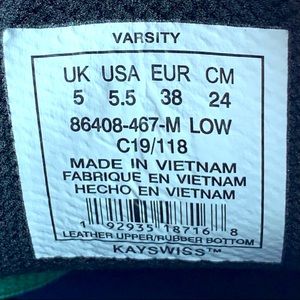 VARSITY
UK USA EUR CM
5 5.5 38 24
86408-467-M LOW
C19/118
MADE IN VIETNAM
FABRIQUE EN VIETNAM
HECHO EN VIETNAM
1 92935 18716 8
LEATHER UPPER/RUBBER BOTTOM
KAYSWISS™